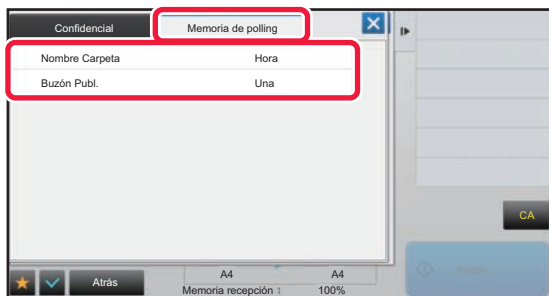 Confidencial Memoria de polling
Nombre Carpeta Hora
Buzón Publ. Una
CA
Atrás A4 A4
Memoria recepción : 100%